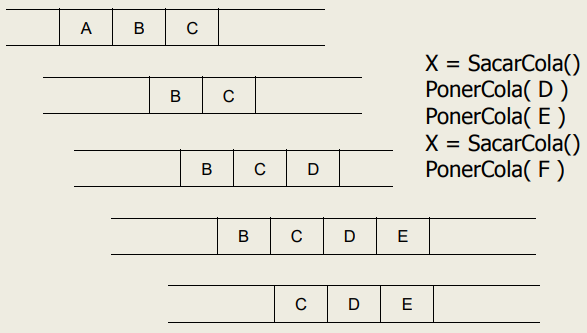 A B C
B C
B C D
B C D E
C D E
X = SacarCola()
PonerCola( D )
PonerCola( E )
X = SacarCola()
PonerCola( F )